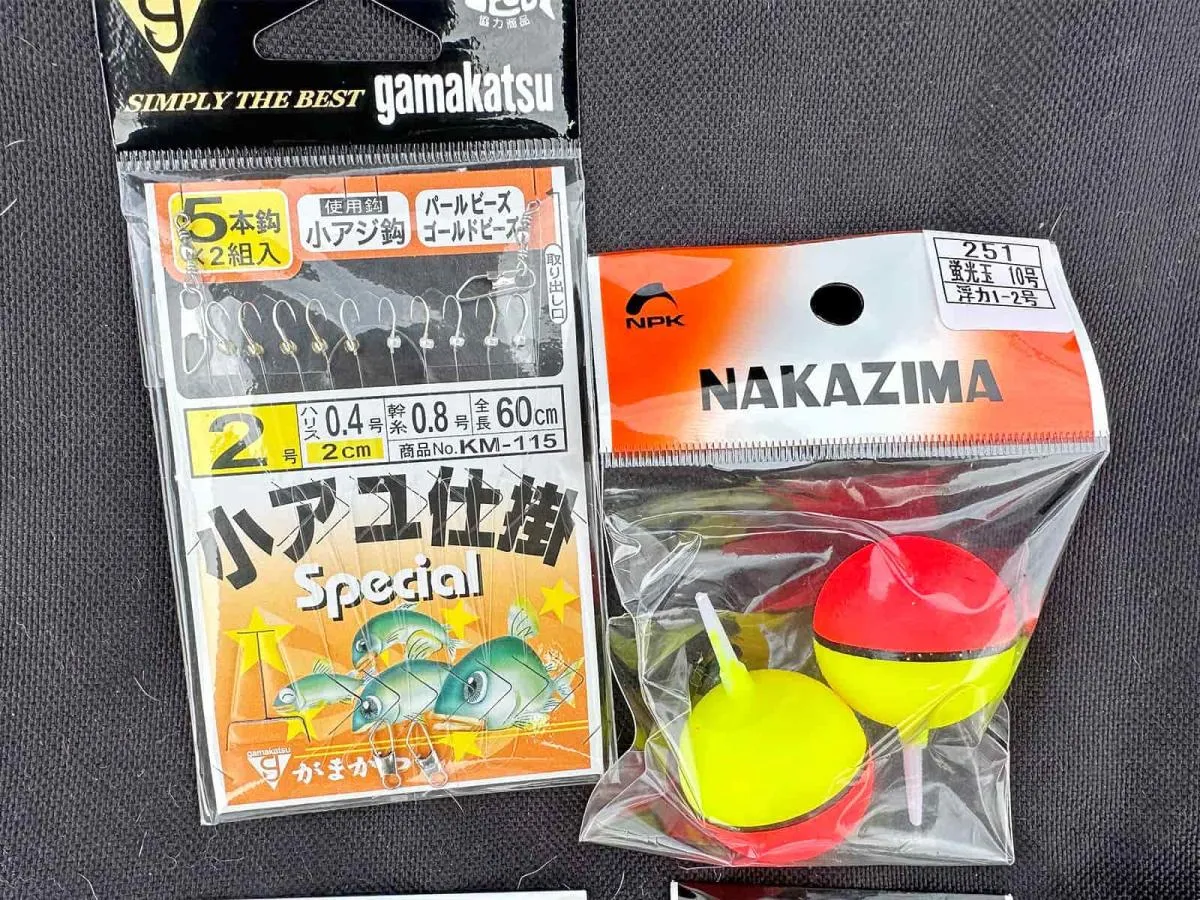 g
協力商品
SIMPLY THE BEST
gamakatsu
5本鈎
×2組入
使用鈎
小アジ鈎
パールビーズ
ゴールドビーズ
取り出し口
2号
ハリス 0.4号
2cm
幹糸 0.8号
全長 60cm
商品No.KM-115
小アユ仕掛
Special
gamakatsu
g
がまかつ
251
蛍光玉 10号
浮力1-2号
NPK
NAKAZIMA